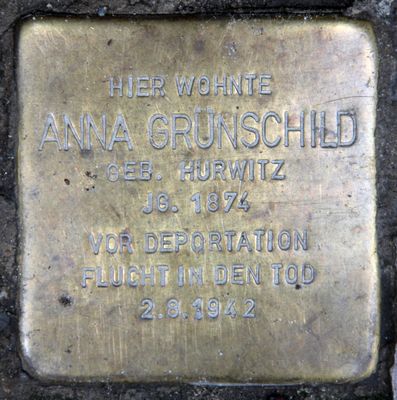 HIER WOHNTE
ANNA GRÜNSCHILD
GEB. HURWITZ
JG. 1874
VOR DEPORTATION
FLUCHT IN DEN TOD
2.8.1942